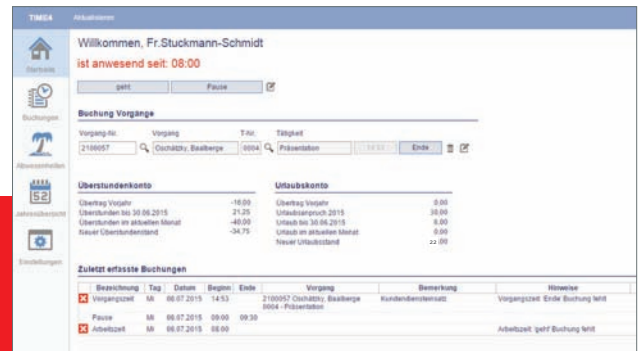 TIME4 Aktualisieren
Willkommen, Fr.Stuckmann-Schmidt
ist anwesend seit: 08:00
Startseite
geht Pause
Buchungen
Buchung Vorgänge
Vorgang-Nr. Vorgang T-Nr. Tätigkeit
2100057 Oschätzky, Baalberge 0004 Präsentation 14:53 Ende
Abwesenheiten
Überstundenkonto Urlaubskonto
52
Jahresübersicht
Übertrag Vorjahr -16,00 Übertrag Vorjahr 0.00
Überstunden bis 30.06.2015 21,25 Urlaubsanspruch 2015 30.00
Überstunden im aktuellen Monat -40,00 Urlaub bis 30.06.2015 8.00
Neuer Überstundenstand -34,75 Urlaub im aktuellen Monat 0.00
Neuer Urlaubsstand 22.00
Einstellungen
Zuletzt erfasste Buchungen
Bezeichnung Tag Datum Beginn Ende Vorgang Bemerkung Hinweise
Vorgangszeit Mi 08.07.2015 14:53 2100057 Oschätzky, Baalberge Kundendiensteinsatz Vorgangszeit 'Ende' Buchung fehlt
0004 - Präsentation
Pause Mi 08.07.2015 09:00 09:30
Arbeitszeit Mi 08.07.2015 08:00 Arbeitszeit 'geht' Buchung fehlt